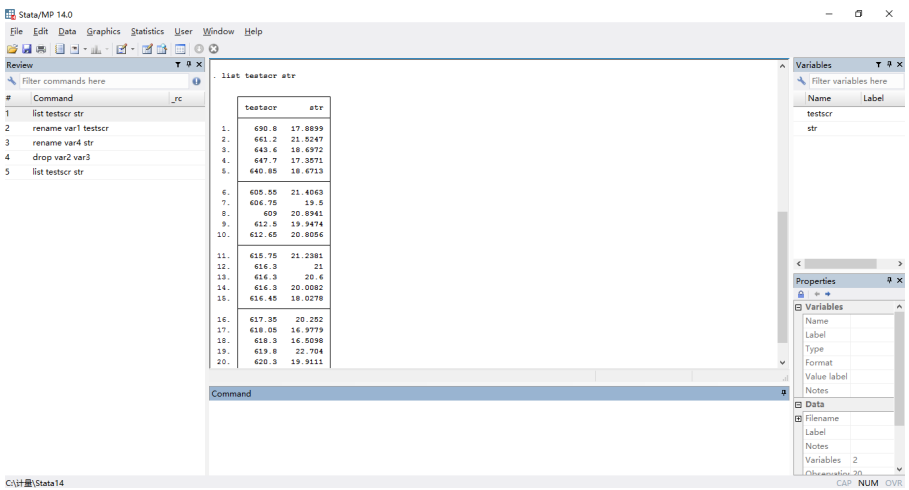 Stata/MP 14.0
File Edit Data Graphics Statistics User Window Help
Review
Filter commands here
# Command _rc
1 list testscr str
2 rename var1 testscr
3 rename var4 str
4 drop var2 var3
5 list testscr str
. list testscr str
testscr str
1. 690.8 17.8899
2. 661.2 21.5247
3. 643.6 18.6972
4. 647.7 17.3571
5. 640.85 18.6713
6. 605.55 21.4063
7. 606.75 19.5
8. 609 20.8941
9. 612.5 19.9474
10. 612.65 20.8056
11. 615.75 21.2381
12. 616.3 21
13. 616.3 20.6
14. 616.3 20.0082
15. 616.45 18.0278
16. 617.35 20.252
17. 618.05 16.9779
18. 618.3 16.5098
19. 619.8 22.704
20. 620.3 19.9111
Command
Variables
Filter variables here
Name Label
testscr
str
Properties
Variables
Name
Label
Type
Format
Value label
Notes
Data
Filename
Label
Notes
Variables 2
Observations 20
C:\计量\Stata14
CAP NUM OVR